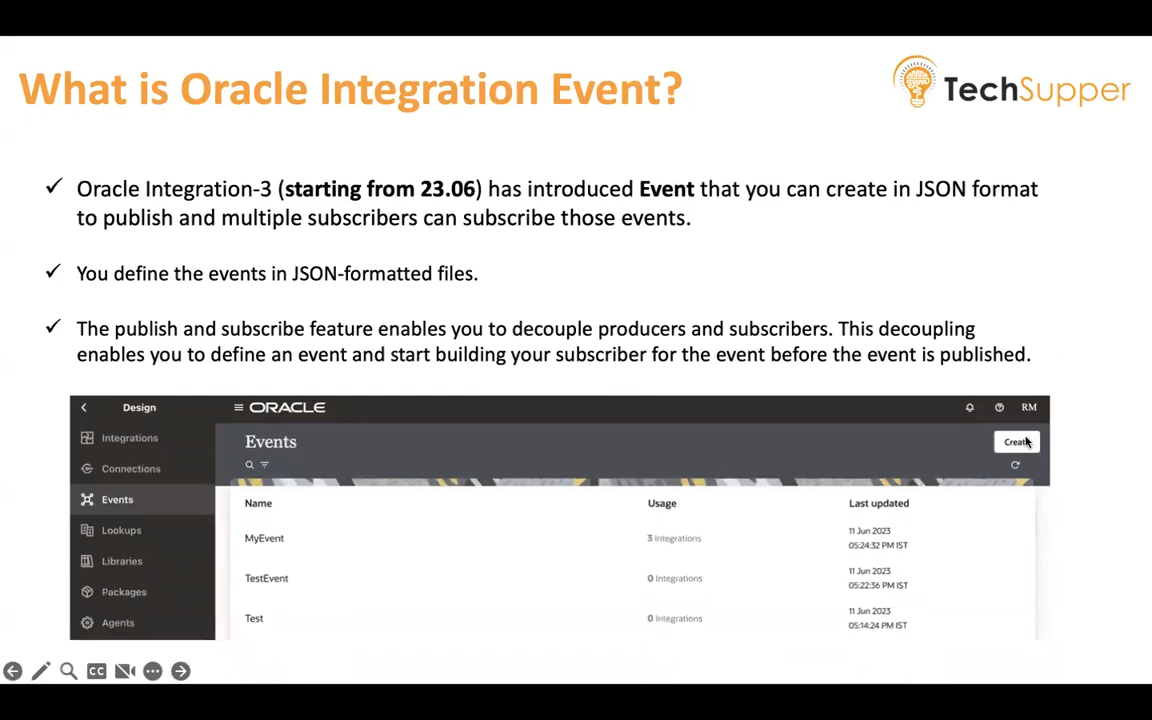 What is Oracle Integration Event?
TechSupper
Oracle Integration-3 (starting from 23.06) has introduced Event that you can create in JSON format
to publish and multiple subscribers can subscribe those events.
You define the events in JSON-formatted files.
The publish and subscribe feature enables you to decouple producers and subscribers. This decoupling
enables you to define an event and start building your subscriber for the event before the event is published.
Design
ORACLE
RM
Integrations
Events
Create
Connections
Events
Name
Usage
Last updated
Lookups
MyEvent
3 Integrations
11 Jun 2023
05:24:32 PM IST
Libraries
TestEvent
0 Integrations
11 Jun 2023
05:22:36 PM IST
Packages
Test
0 Integrations
11 Jun 2023
05:14:24 PM IST
Agents
CC